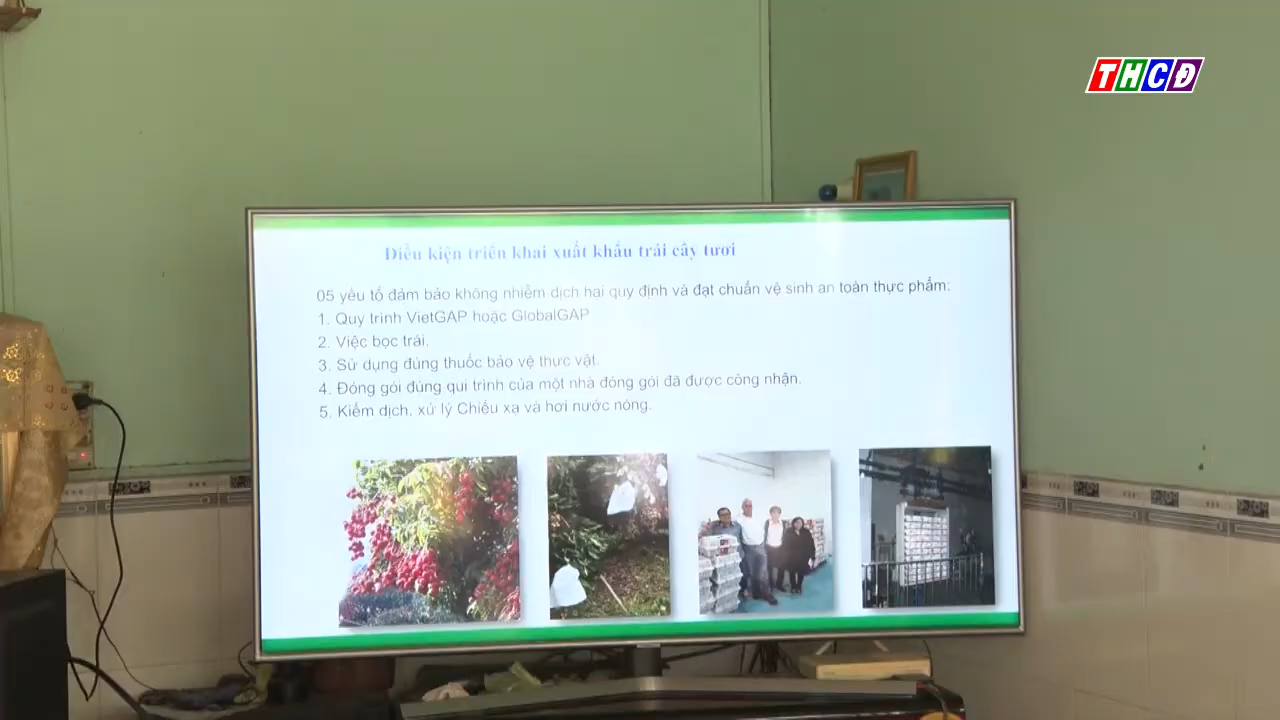 THCĐ
Điều kiện triển khai xuất khẩu trái cây tươi
05 yếu tố đảm bảo không nhiễm dịch hại quy định và đạt chuẩn vệ sinh an toàn thực phẩm:
1. Quy trình VietGAP hoặc GlobalGAP
2. Việc bọc trái.
3. Sử dụng đúng thuốc bảo vệ thực vật.
4. Đóng gói đúng qui trình của một nhà đóng gói đã được công nhận.
5. Kiểm dịch, xử lý Chiếu xạ và hơi nước nóng.